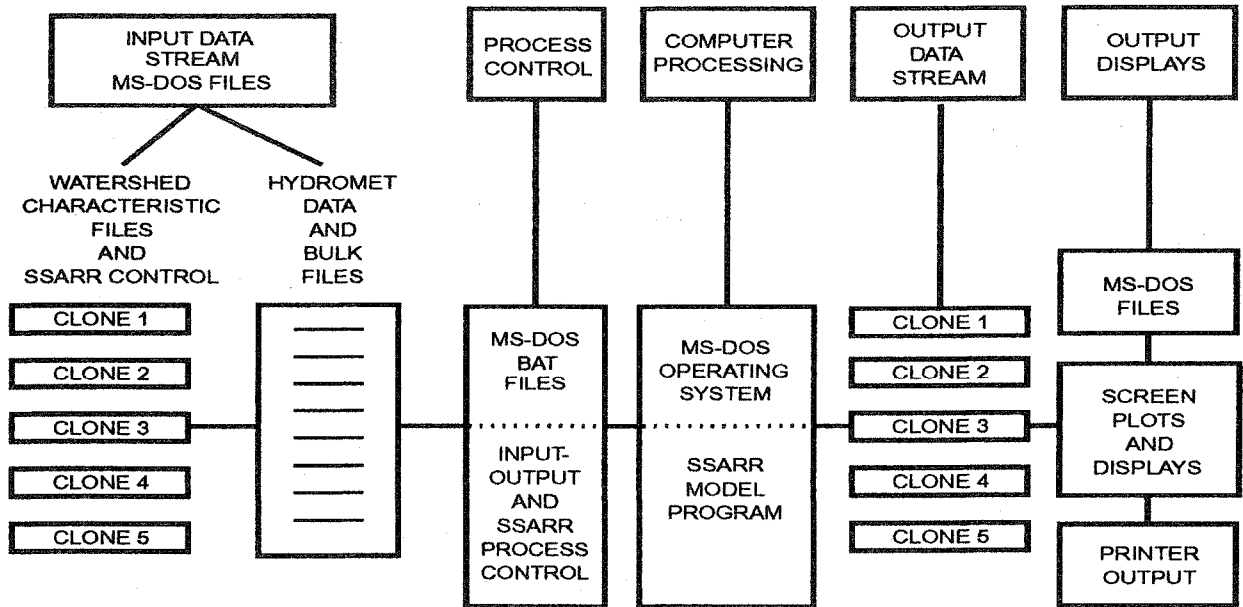 INPUT DATA
STREAM
MS-DOS FILES
PROCESS
CONTROL
COMPUTER
PROCESSING
OUTPUT
DATA
STREAM
OUTPUT
DISPLAYS
WATERSHED
CHARACTERISTIC
FILES
AND
SSARR CONTROL
HYDROMET
DATA
AND
BULK
FILES
CLONE 1
CLONE 2
CLONE 3
CLONE 4
CLONE 5
MS-DOS
BAT
FILES
INPUT-
OUTPUT
AND
SSARR
PROCESS
CONTROL
MS-DOS
OPERATING
SYSTEM
SSARR
MODEL
PROGRAM
CLONE 1
CLONE 2
CLONE 3
CLONE 4
CLONE 5
MS-DOS
FILES
SCREEN
PLOTS
AND
DISPLAYS
PRINTER
OUTPUT